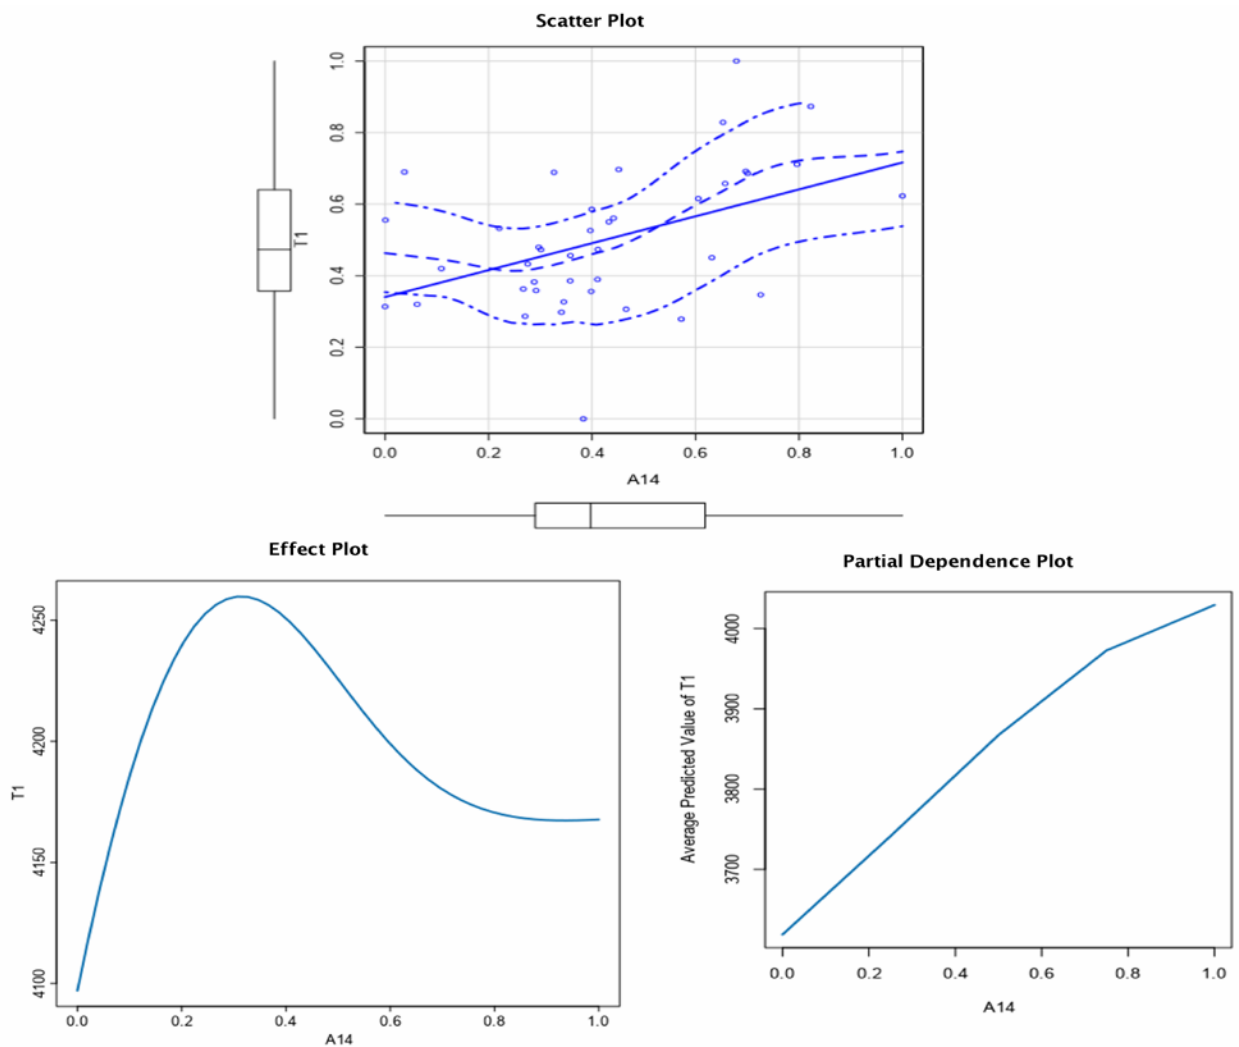 Scatter Plot
T1
1.0
0.8
0.6
0.4
0.2
0.0
0.0 0.2 0.4 0.6 0.8 1.0
A14
Effect Plot
T1
4250
4200
4150
4100
0.0 0.2 0.4 0.6 0.8 1.0
A14
Partial Dependence Plot
Average Predicted Value of T1
4000
3900
3800
3700
0.0 0.2 0.4 0.6 0.8 1.0
A14